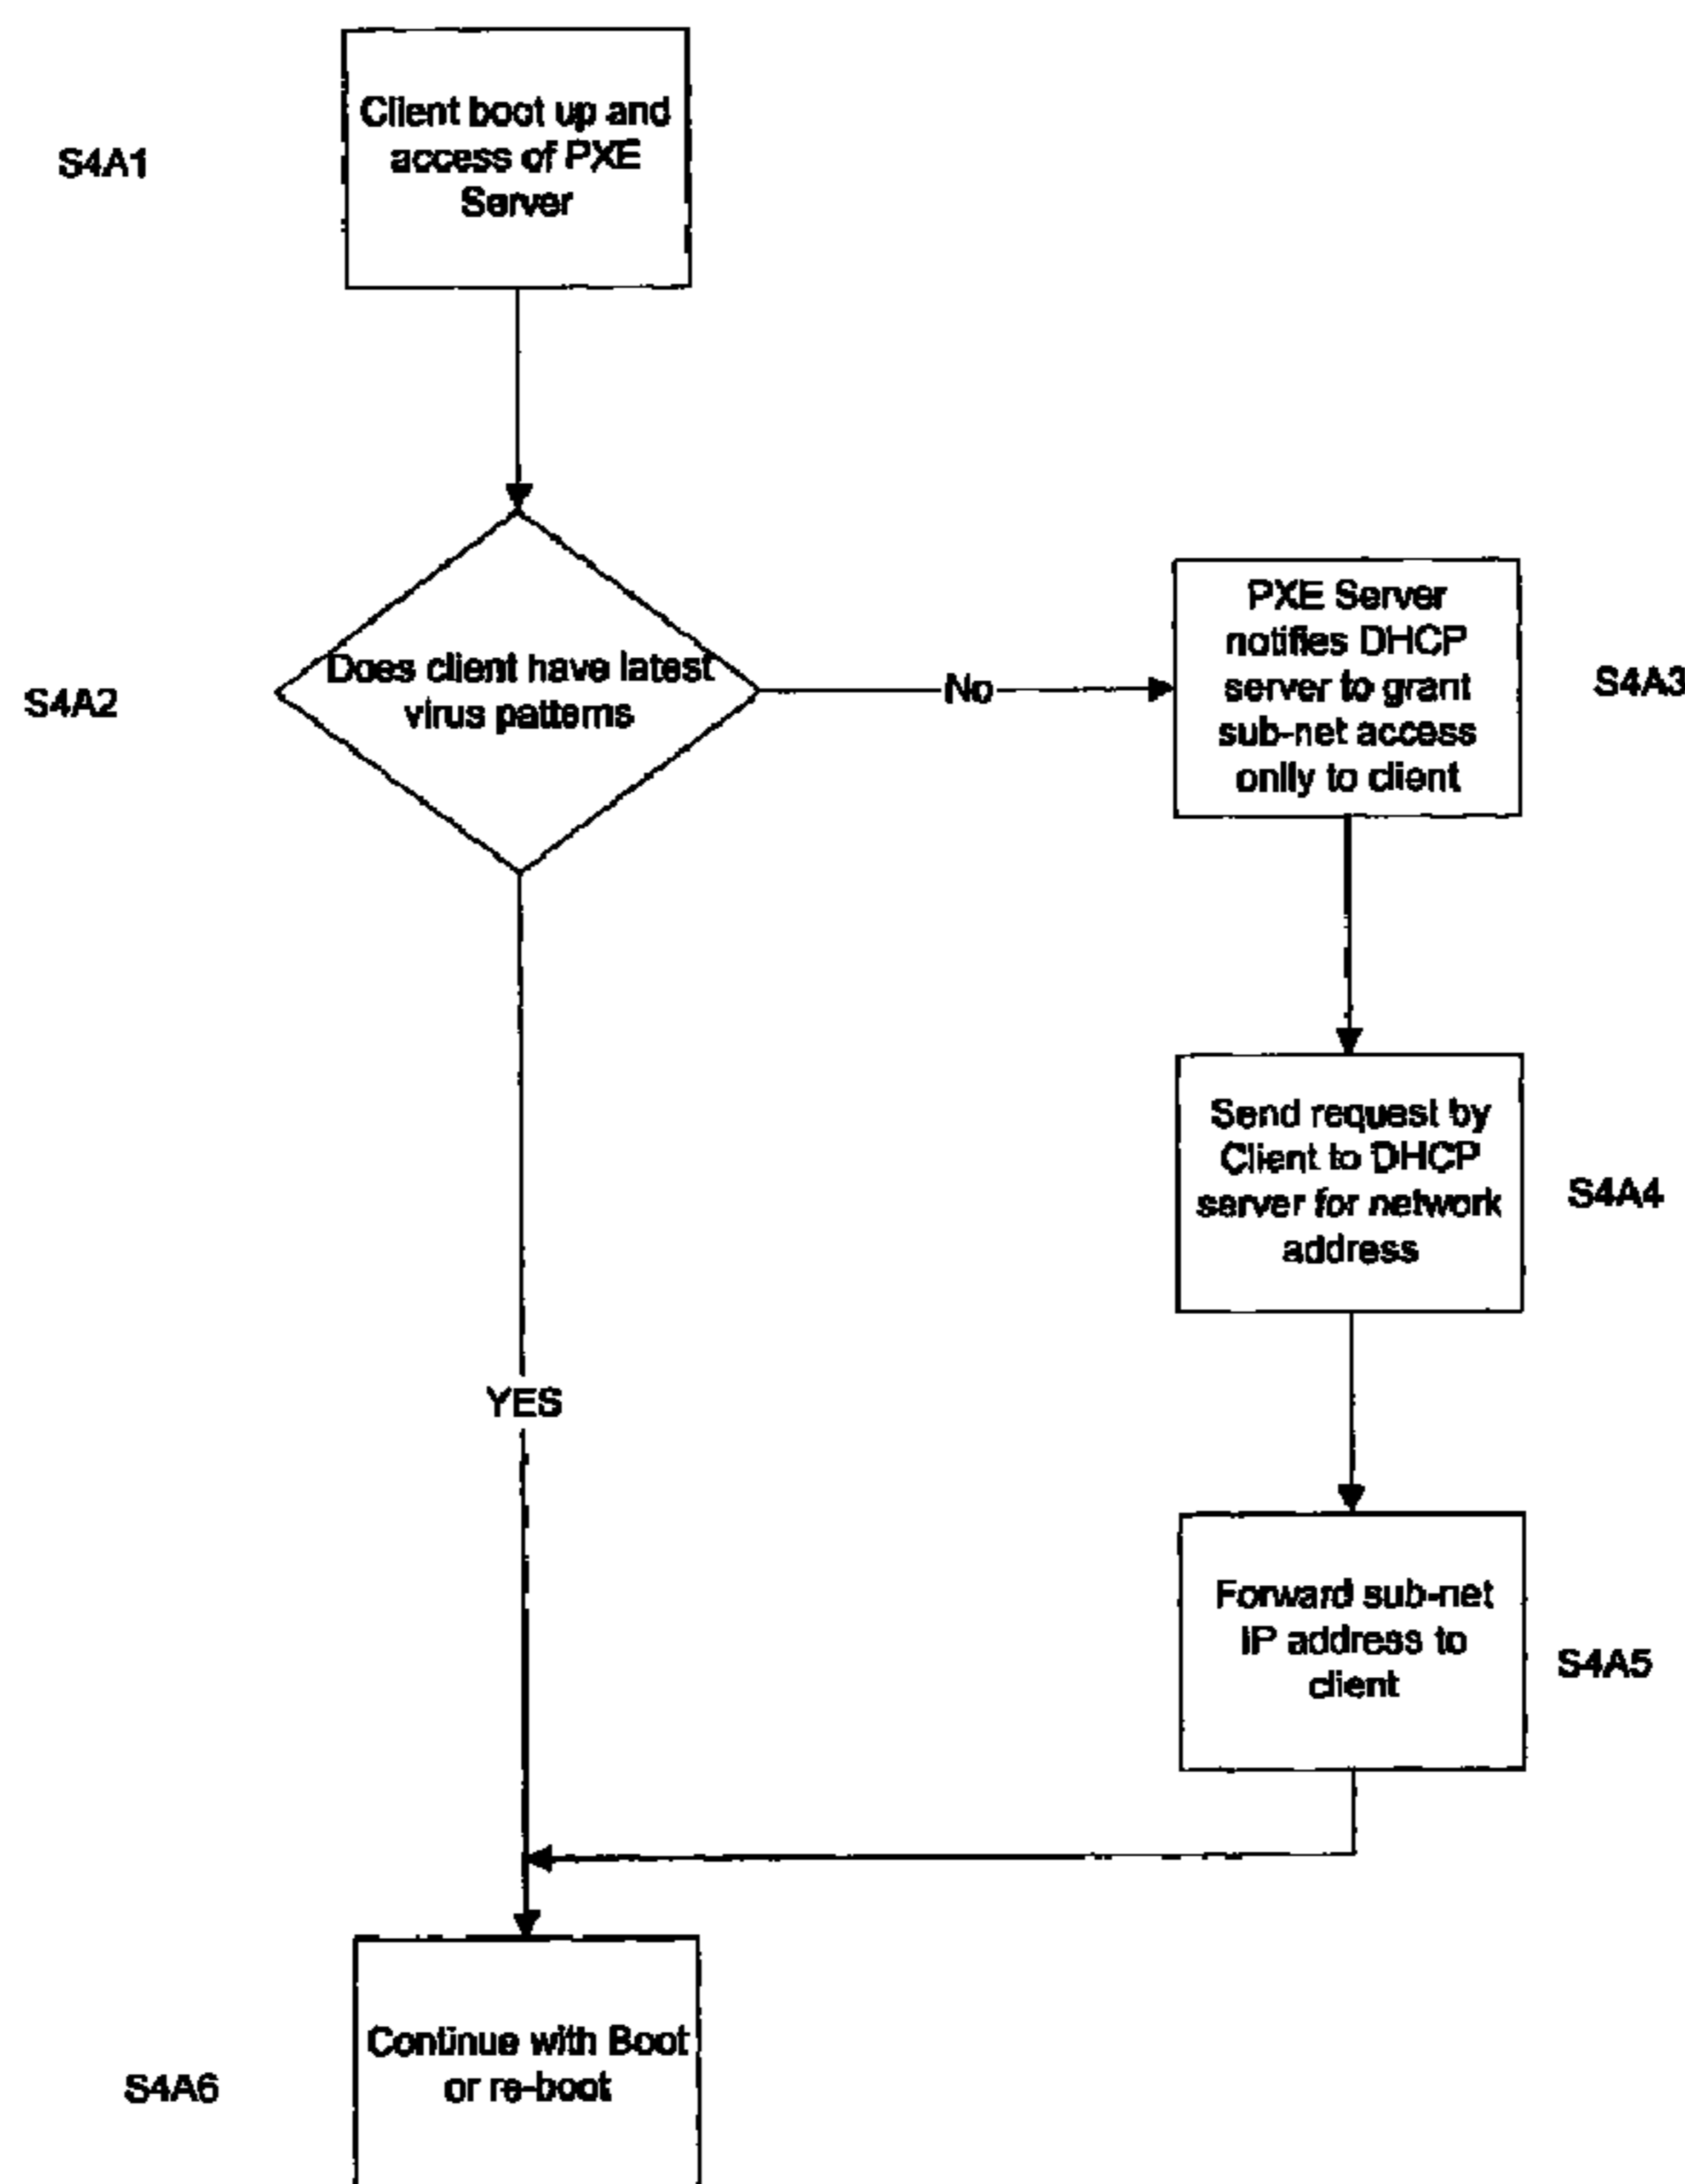 S4A1
Client boot up and
access of PXE
Server
S4A2
Does client have latest
virus patterns
No
PXE Server
notifies DHCP
server to grant
sub-net access
onlly to client
S4A3
Send request by
Client to DHCP
server for network
address
S4A4
YES
Forward sub-net
IP address to
client
S4A5
S4A6
Continue with Boot
or re-boot